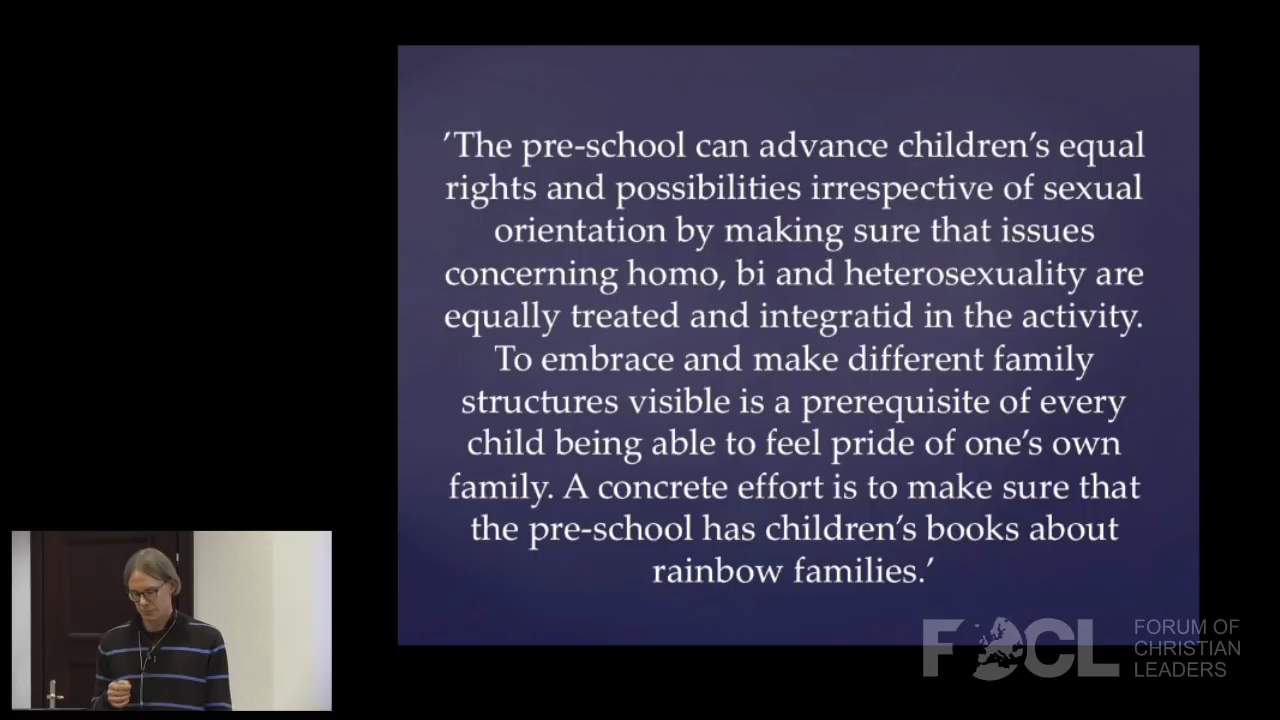 ’The pre-school can advance children’s equal
rights and possibilities irrespective of sexual
orientation by making sure that issues
concerning homo, bi and heterosexuality are
equally treated and integratid in the activity.
To embrace and make different family
structures visible is a prerequisite of every
child being able to feel pride of one’s own
family. A concrete effort is to make sure that
the pre-school has children’s books about
rainbow families.’
FOCL
FORUM OF
CHRISTIAN
LEADERS